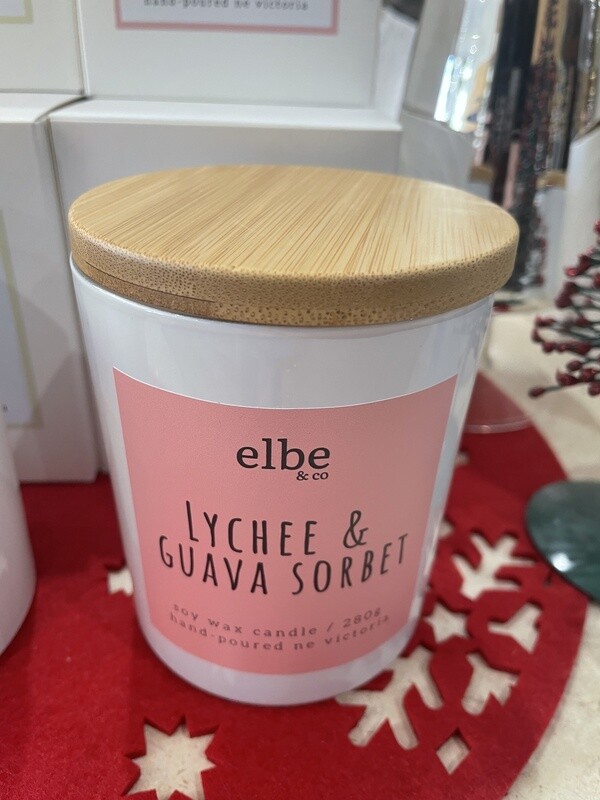 hand-poured ne victoria
elbe
& co
LYCHEE &
GUAVA SORBET
soy wax candle / 280g
hand-poured ne victoria